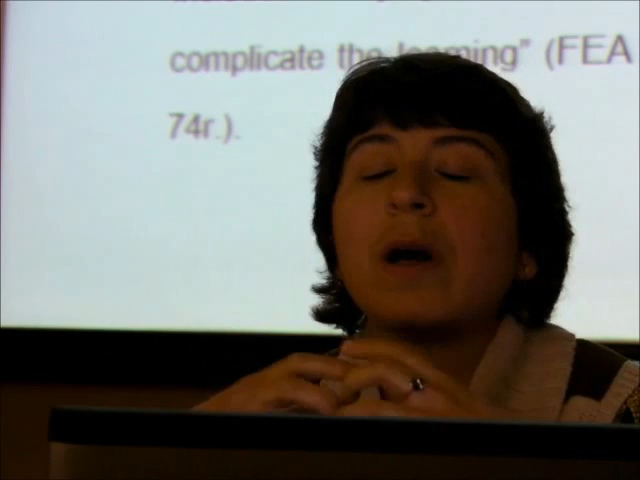 complicate the learning” (FEA
74r.).